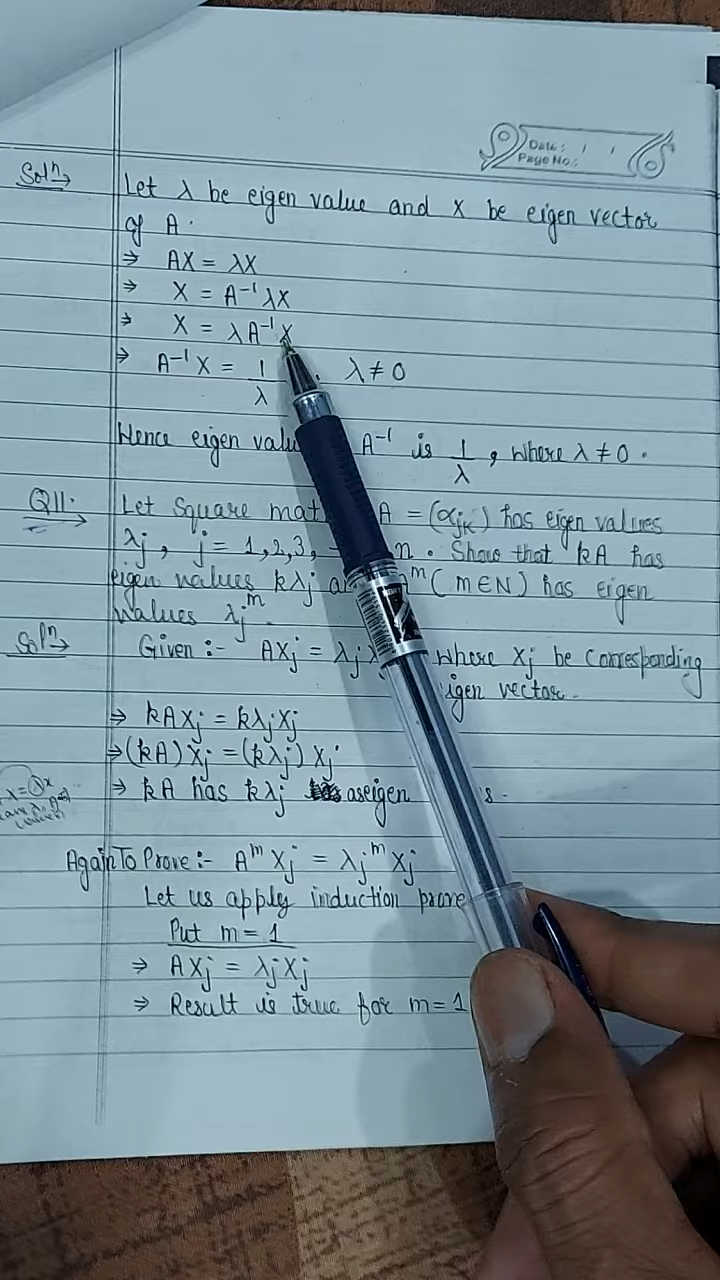 Date: / /
Page No.:
Solⁿ→ Let λ be eigen value and X be eigen vector
of A.
⇒ AX = λX
⇒ X = A⁻¹ λX
⇒ X = λA⁻¹X
⇒ A⁻¹X = 1/λ . λ≠0
Hence eigen valu A⁻¹ is 1/λ, where λ≠0.
Q11. Let Square mat A = (αjk) has eigen values
λj, j = 1,2,3, n. Show that kA has
eigen values kλj a m (m∈N) has eigen
values λjᵐ.
Solⁿ→ Given :- AXj = λj where Xj be corresponding
igen vector.
⇒ kAXj = kλjXj
⇒ (kA)Xj = (kλj)Xj
⇒ kA has kλj as eigen s.
Again To Prove :- Aᵐ Xj = λjᵐ Xj
Let us apply induction prove
Put m = 1
⇒ AXj = λjXj
⇒ Result is true for m = 1